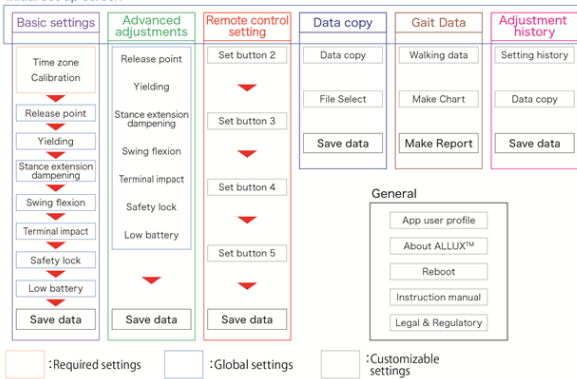 Initial set up screen
Basic settings
Time zone
Calibration
Release point
Yielding
Stance extension
dampening
Swing flexion
Terminal impact
Safety lock
Low battery
Save data
Advanced
adjustments
Release point
Yielding
Stance extension
dampening
Swing flexion
Terminal impact
Safety lock
Low battery
Save data
Remote control
setting
Set button 2
Set button 3
Set button 4
Set button 5
Save data
Data copy
Data copy
File Select
Save data
Gait Data
Walking data
Make Chart
Make Report
Adjustment
history
Setting history
Data copy
Save data
General
App user profile
About ALLUX™
Reboot
Instruction manual
Legal & Regulatory
:Required settings
:Global settings
:Customizable
settings